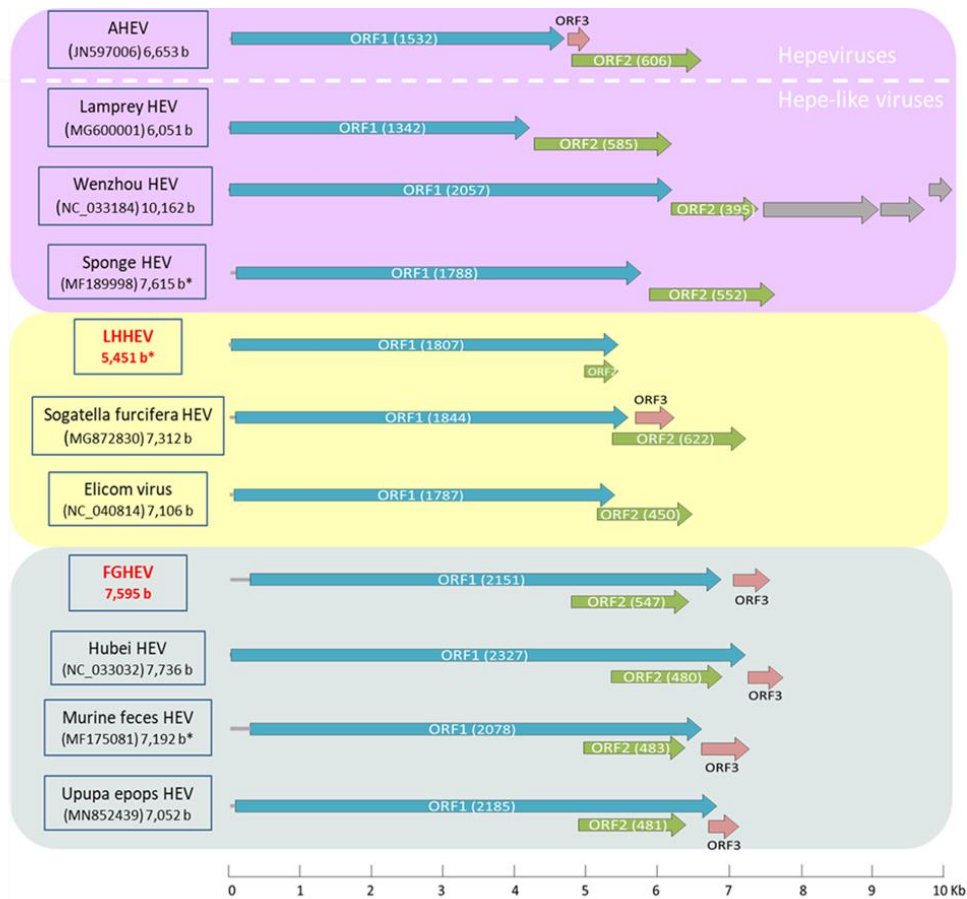 AHEV
(JN597006) 6,653 b
ORF1 (1532)
ORF3
ORF2 (606)
Hepeviruses
Hepe-like viruses
Lamprey HEV
(MG600001) 6,051 b
ORF1 (1342)
ORF2 (585)
Wenzhou HEV
(NC_033184) 10,162 b
ORF1 (2057)
ORF2 (395)
Sponge HEV
(MF189998) 7,615 b*
ORF1 (1788)
ORF2 (552)
LHHEV
5,451 b*
ORF1 (1807)
ORF2
Sogatella furcifera HEV
(MG872830) 7,312 b
ORF1 (1844)
ORF3
ORF2 (622)
Elicom virus
(NC_040814) 7,106 b
ORF1 (1787)
ORF2 (450)
FGHEV
7,595 b
ORF1 (2151)
ORF2 (547)
ORF3
Hubei HEV
(NC_033032) 7,736 b
ORF1 (2327)
ORF2 (480)
ORF3
Murine feces HEV
(MF175081) 7,192 b*
ORF1 (2078)
ORF2 (483)
ORF3
Upupa epops HEV
(MN852439) 7,052 b
ORF1 (2185)
ORF2 (481)
ORF3
0 1 2 3 4 5 6 7 8 9 10 Kb